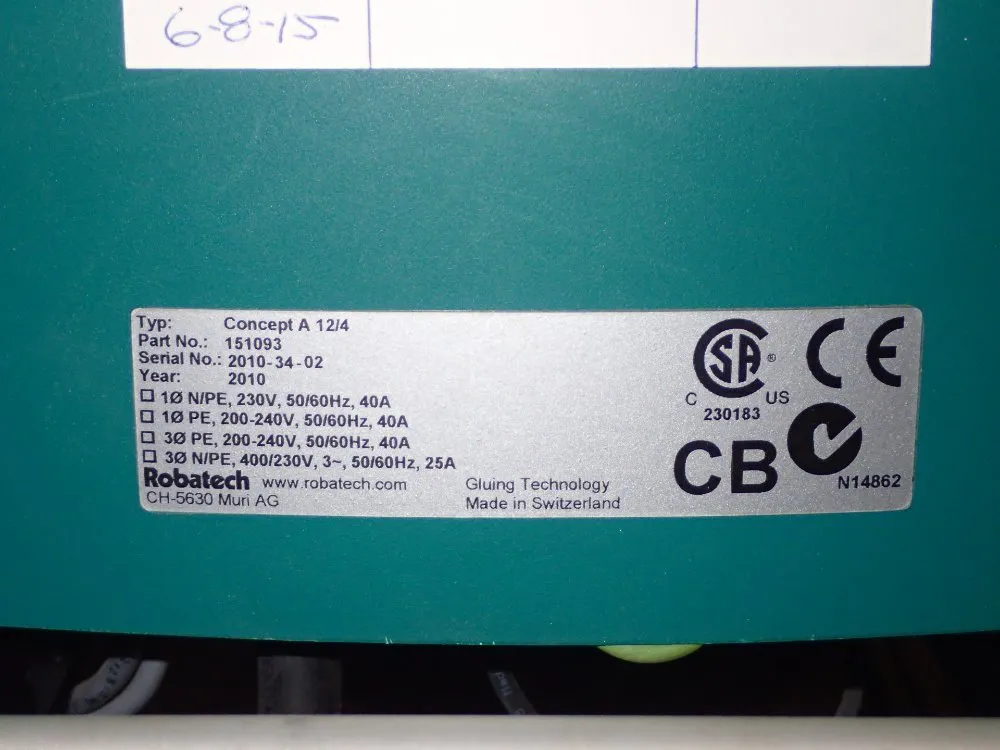 6-8-15
Typ: Concept A 12/4
Part No.: 151093
Serial No.: 2010-34-02
Year: 2010
☐ 1Ø N/PE, 230V, 50/60Hz, 40A
☐ 1Ø PE, 200-240V, 50/60Hz, 40A
☐ 3Ø PE, 200-240V, 50/60Hz, 40A
☐ 3Ø N/PE, 400/230V, 3~, 50/60Hz, 25A
Robatech www.robatech.com
CH-5630 Muri AG
Gluing Technology
Made in Switzerland
SA ®
C US
230183
CE
CB
N14862